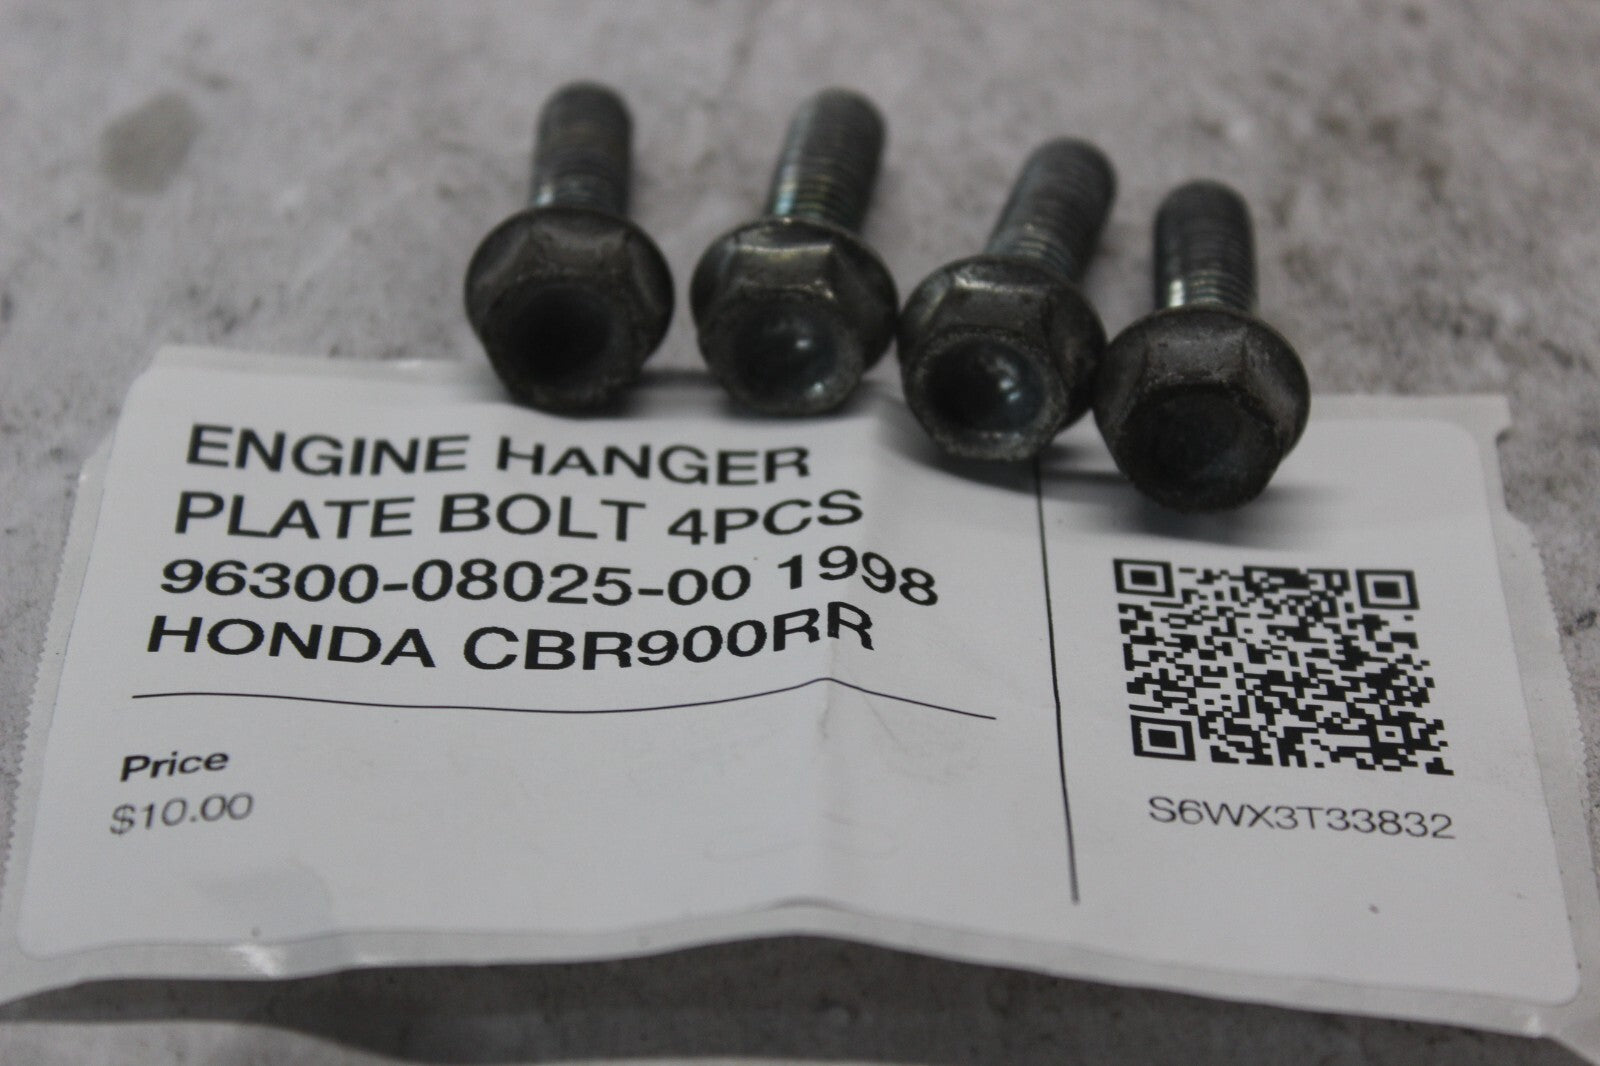 ENGINE HANGER
PLATE BOLT 4PCS
96300-08025-00 1998
HONDA CBR900RR
Price
$10.00
S6WX3T33832